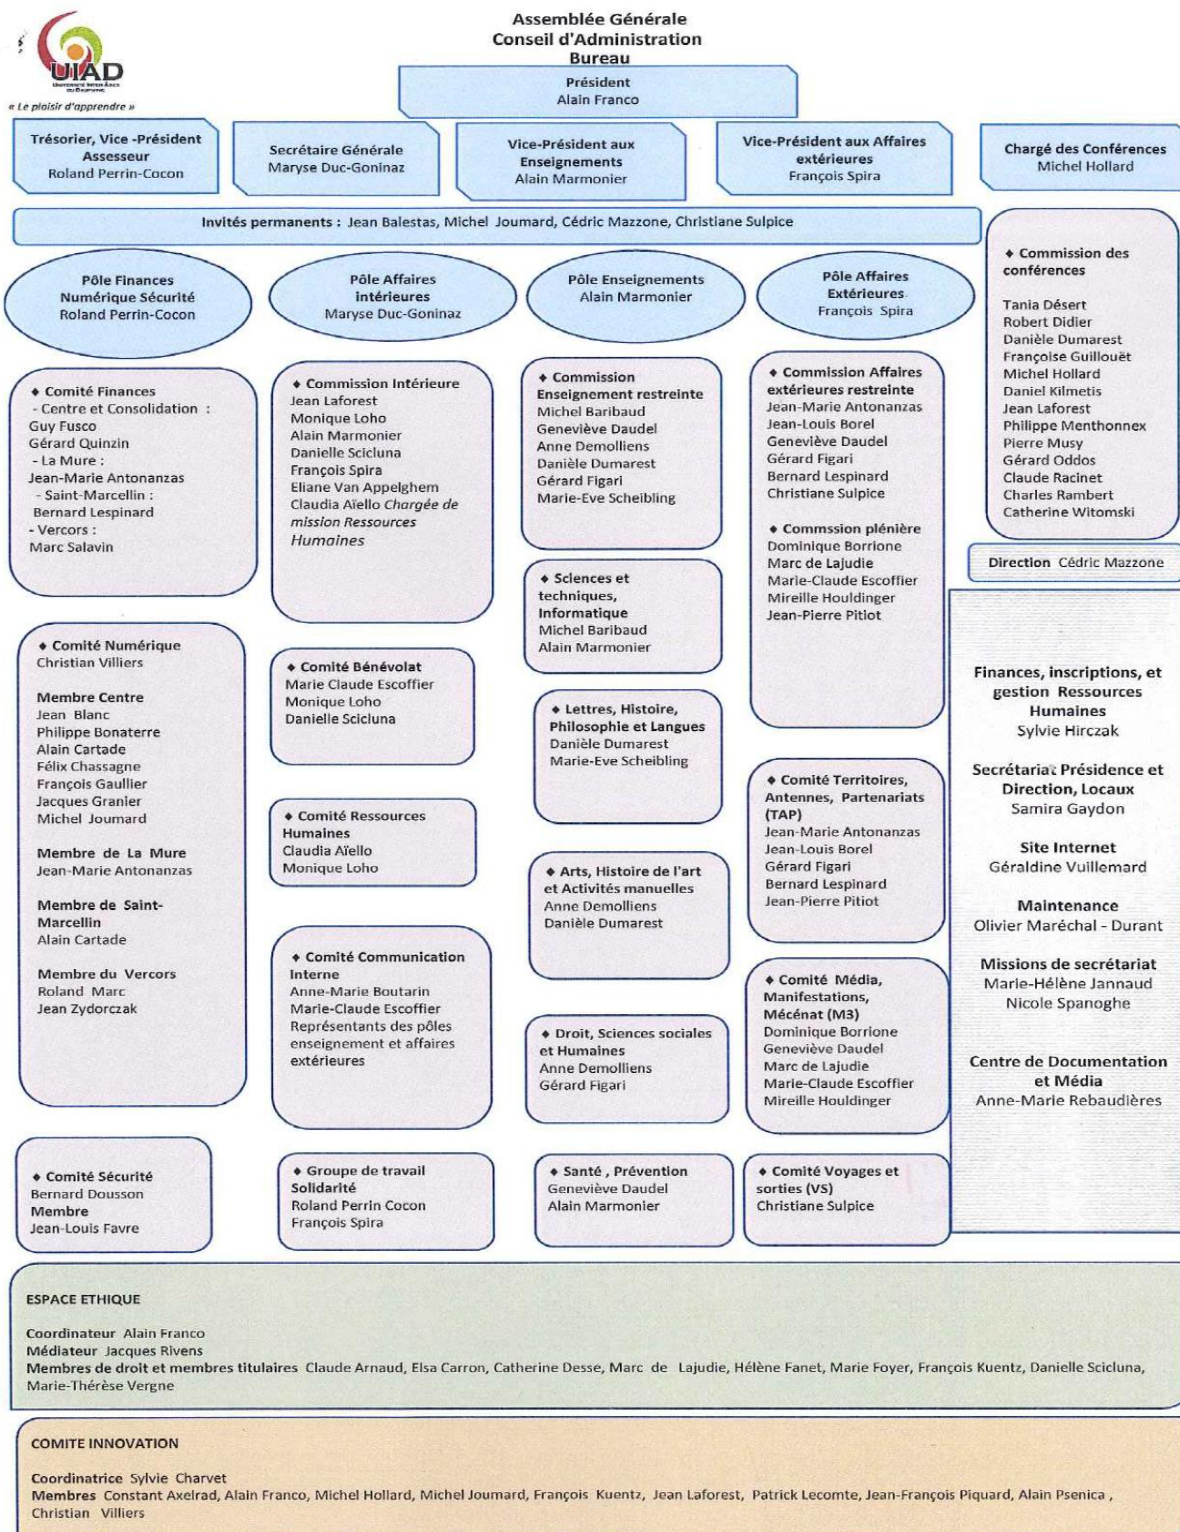 Assemblée Générale
Conseil d'Administration
Bureau
UIAD
UNIVERSITÉ INTER-ÂGES
DU DAUPHINÉ
« Le plaisir d'apprendre »
Président
Alain Franco
Trésorier, Vice -Président
Assesseur
Roland Perrin-Cocon
Secrétaire Générale
Maryse Duc-Goninaz
Vice-Président aux
Enseignements
Alain Marmonier
Vice-Président aux Affaires
extérieures
François Spira
Chargé des Conférences
Michel Hollard
Invités permanents : Jean Balestas, Michel Joumard, Cédric Mazzone, Christiane Sulpice
Pôle Finances
Numérique Sécurité
Roland Perrin-Cocon
Pôle Affaires
intérieures
Maryse Duc-Goninaz
Pôle Enseignements
Alain Marmonier
Pôle Affaires
Extérieures
François Spira
♦ Commission des
conférences
Tania Désert
Robert Didier
Danièle Dumarest
Françoise Guillouët
Michel Hollard
Daniel Kilmetis
Jean Laforest
Philippe Menthonnex
Pierre Musy
Gérard Oddos
Claude Racinet
Charles Rambert
Catherine Witomski
♦ Comité Finances
- Centre et Consolidation :
Guy Fusco
Gérard Quinzin
- La Mure :
Jean-Marie Antonanzas
- Saint-Marcellin :
Bernard Lespinard
- Vercors :
Marc Salavin
♦ Comité Numérique
Christian Villiers
Membre Centre
Jean Blanc
Philippe Bonaterre
Alain Cartade
Félix Chassagne
François Gaullier
Jacques Granier
Michel Joumard
Membre de La Mure
Jean-Marie Antonanzas
Membre de Saint-
Marcellin
Alain Cartade
Membre du Vercors
Roland Marc
Jean Zydorczak
♦ Comité Sécurité
Bernard Dousson
Membre
Jean-Louis Favre
♦ Commission Intérieure
Jean Laforest
Monique Loho
Alain Marmonier
Danielle Scicluna
François Spira
Eliane Van Appelghem
Claudia Aïello Chargée de
mission Ressources
Humaines
♦ Comité Bénévolat
Marie Claude Escoffier
Monique Loho
Danielle Scicluna
♦ Comité Ressources
Humaines
Claudia Aïello
Monique Loho
♦ Comité Communication
Interne
Anne-Marie Boutarin
Marie-Claude Escoffier
Représentants des pôles
enseignement et affaires
extérieures
♦ Groupe de travail
Solidarité
Roland Perrin Cocon
François Spira
♦ Commission
Enseignement restreinte
Michel Baribaud
Geneviève Daudel
Anne Demolliens
Danièle Dumarest
Gérard Figari
Marie-Eve Scheibling
♦ Sciences et
techniques,
Informatique
Michel Baribaud
Alain Marmonier
♦ Lettres, Histoire,
Philosophie et Langues
Danièle Dumarest
Marie-Eve Scheibling
♦ Arts, Histoire de l'art
et Activités manuelles
Anne Demolliens
Danièle Dumarest
♦ Droit, Sciences sociales
et Humaines
Anne Demolliens
Gérard Figari
♦ Santé , Prévention
Geneviève Daudel
Alain Marmonier
♦ Commission Affaires
extérieures restreinte
Jean-Marie Antonanzas
Jean-Louis Borel
Geneviève Daudel
Gérard Figari
Bernard Lespinard
Christiane Sulpice
♦ Commssion plénière
Dominique Borrione
Marc de Lajudie
Marie-Claude Escoffier
Mireille Houldinger
Jean-Pierre Pitiot
♦ Comité Territoires,
Antennes, Partenariats
(TAP)
Jean-Marie Antonanzas
Jean-Louis Borel
Gérard Figari
Bernard Lespinard
Jean-Pierre Pitiot
♦ Comité Média,
Manifestations,
Mécénat (M3)
Dominique Borrione
Geneviève Daudel
Marc de Lajudie
Marie-Claude Escoffier
Mireille Houldinger
♦ Comité Voyages et
sorties (VS)
Christiane Sulpice
Direction Cédric Mazzone
Finances, inscriptions, et
gestion Ressources
Humaines
Sylvie Hirczak
Secrétariat Présidence et
Direction, Locaux
Samira Gaydon
Site Internet
Géraldine Vuillemard
Maintenance
Olivier Maréchal - Durant
Missions de secrétariat
Marie-Hélène Jannaud
Nicole Spanoghe
Centre de Documentation
et Média
Anne-Marie Rebaudières
ESPACE ETHIQUE
Coordinateur Alain Franco
Médiateur Jacques Rivens
Membres de droit et membres titulaires Claude Arnaud, Elsa Carron, Catherine Desse, Marc de Lajudie, Hélène Fanet, Marie Foyer, François Kuentz, Danielle Scicluna,
Marie-Thérèse Vergne
COMITE INNOVATION
Coordinatrice Sylvie Charvet
Membres Constant Axelrad, Alain Franco, Michel Hollard, Michel Joumard, François Kuentz, Jean Laforest, Patrick Lecomte, Jean-François Piquard, Alain Psenica ,
Christian Villiers